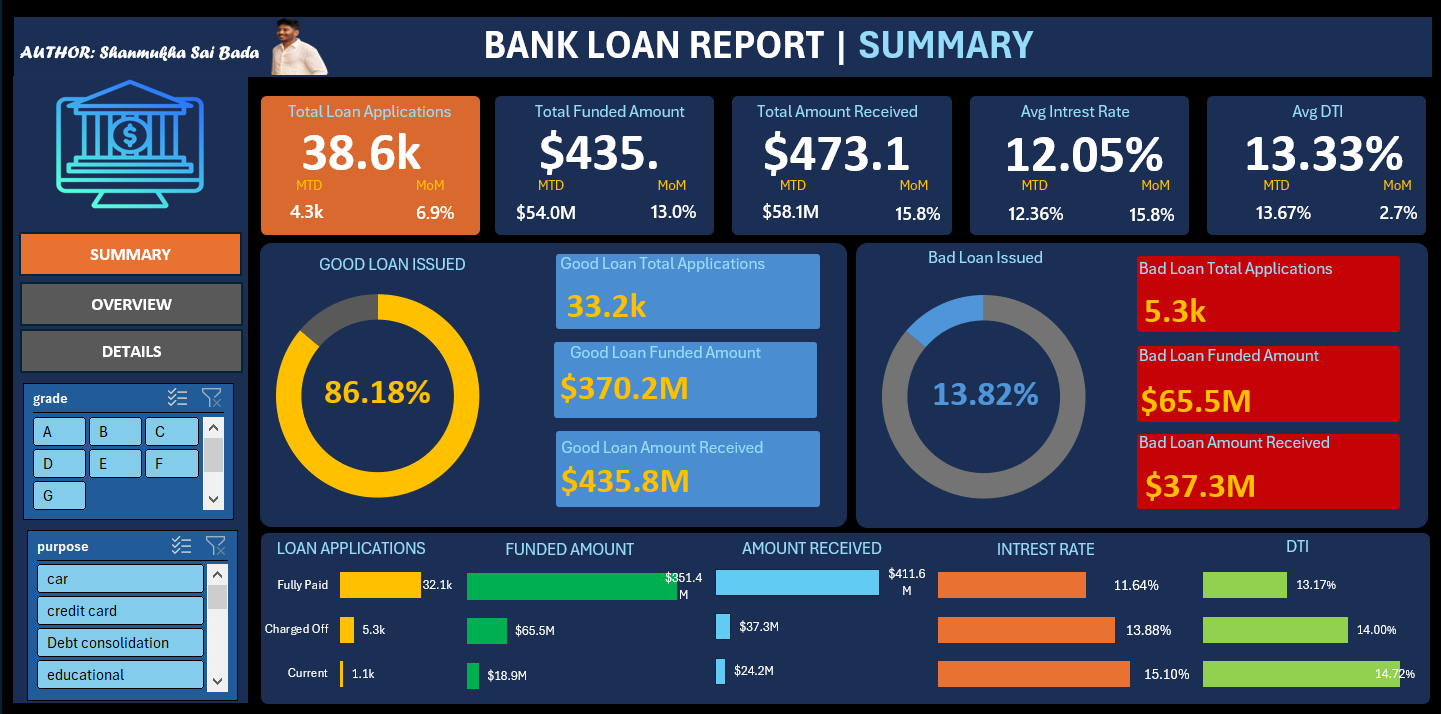 AUTHOR: Shanmukha Sai Bada
BANK LOAN REPORT | SUMMARY
$
SUMMARY
OVERVIEW
DETAILS
grade
A
B
C
D
E
F
G
purpose
car
credit card
Debt consolidation
educational
Total Loan Applications
38.6k
MTD
MoM
4.3k
6.9%
Total Funded Amount
$435.
MTD
MoM
$54.0M
13.0%
Total Amount Received
$473.1
MTD
MoM
$58.1M
15.8%
Avg Intrest Rate
12.05%
MTD
MoM
12.36%
15.8%
Avg DTI
13.33%
MTD
MoM
13.67%
2.7%
GOOD LOAN ISSUED
86.18%
Good Loan Total Applications
33.2k
Good Loan Funded Amount
$370.2M
Good Loan Amount Received
$435.8M
Bad Loan Issued
13.82%
Bad Loan Total Applications
5.3k
Bad Loan Funded Amount
$65.5M
Bad Loan Amount Received
$37.3M
LOAN APPLICATIONS
Fully Paid
32.1k
Charged Off
5.3k
Current
1.1k
FUNDED AMOUNT
$351.4
M
$65.5M
$18.9M
AMOUNT RECEIVED
$411.6
M
$37.3M
$24.2M
INTREST RATE
11.64%
13.88%
15.10%
DTI
13.17%
14.00%
14.72%